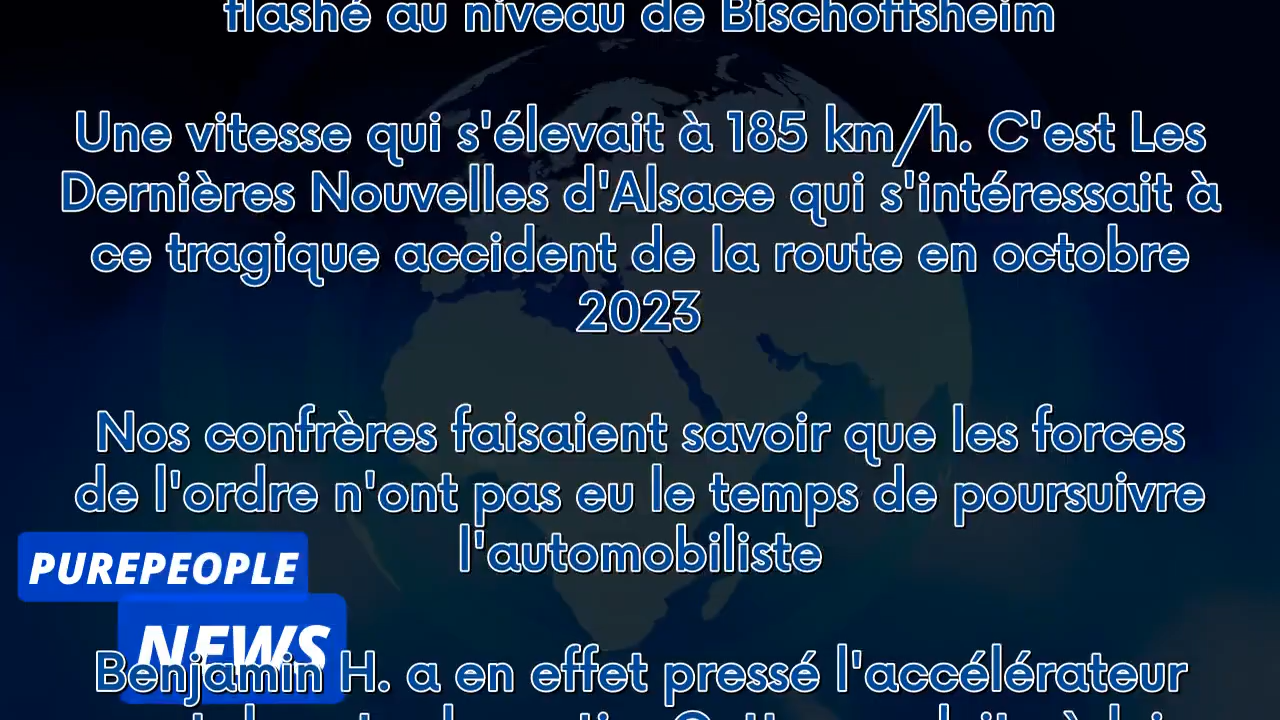 flashé au niveau de Bischoffsheim
Une vitesse qui s'élevait à 185 km/h. C'est Les
Dernières Nouvelles d'Alsace qui s'intéressait à
ce tragique accident de la route en octobre
2023
Nos confrères faisaient savoir que les forces
de l'ordre n'ont pas eu le temps de poursuivre
l'automobiliste
PUREPEOPLE
NEWS
Benjamin H. a en effet pressé l'accélérateur